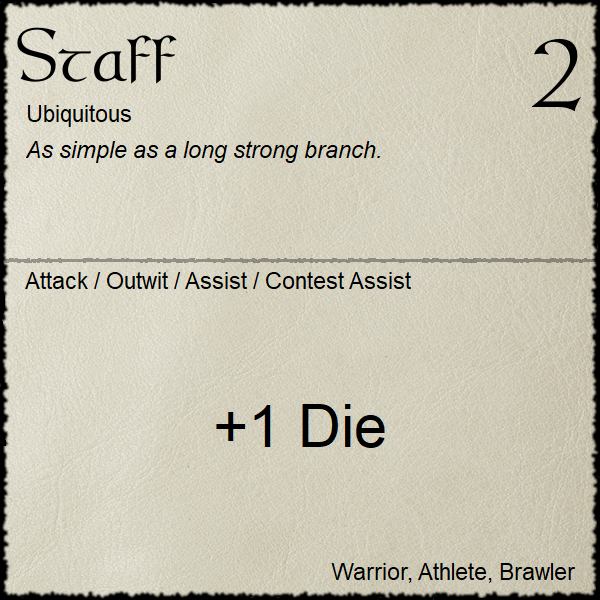 Staff
2
Ubiquitous
As simple as a long strong branch.
Attack / Outwit / Assist / Contest Assist
+1 Die
Warrior, Athlete, Brawler